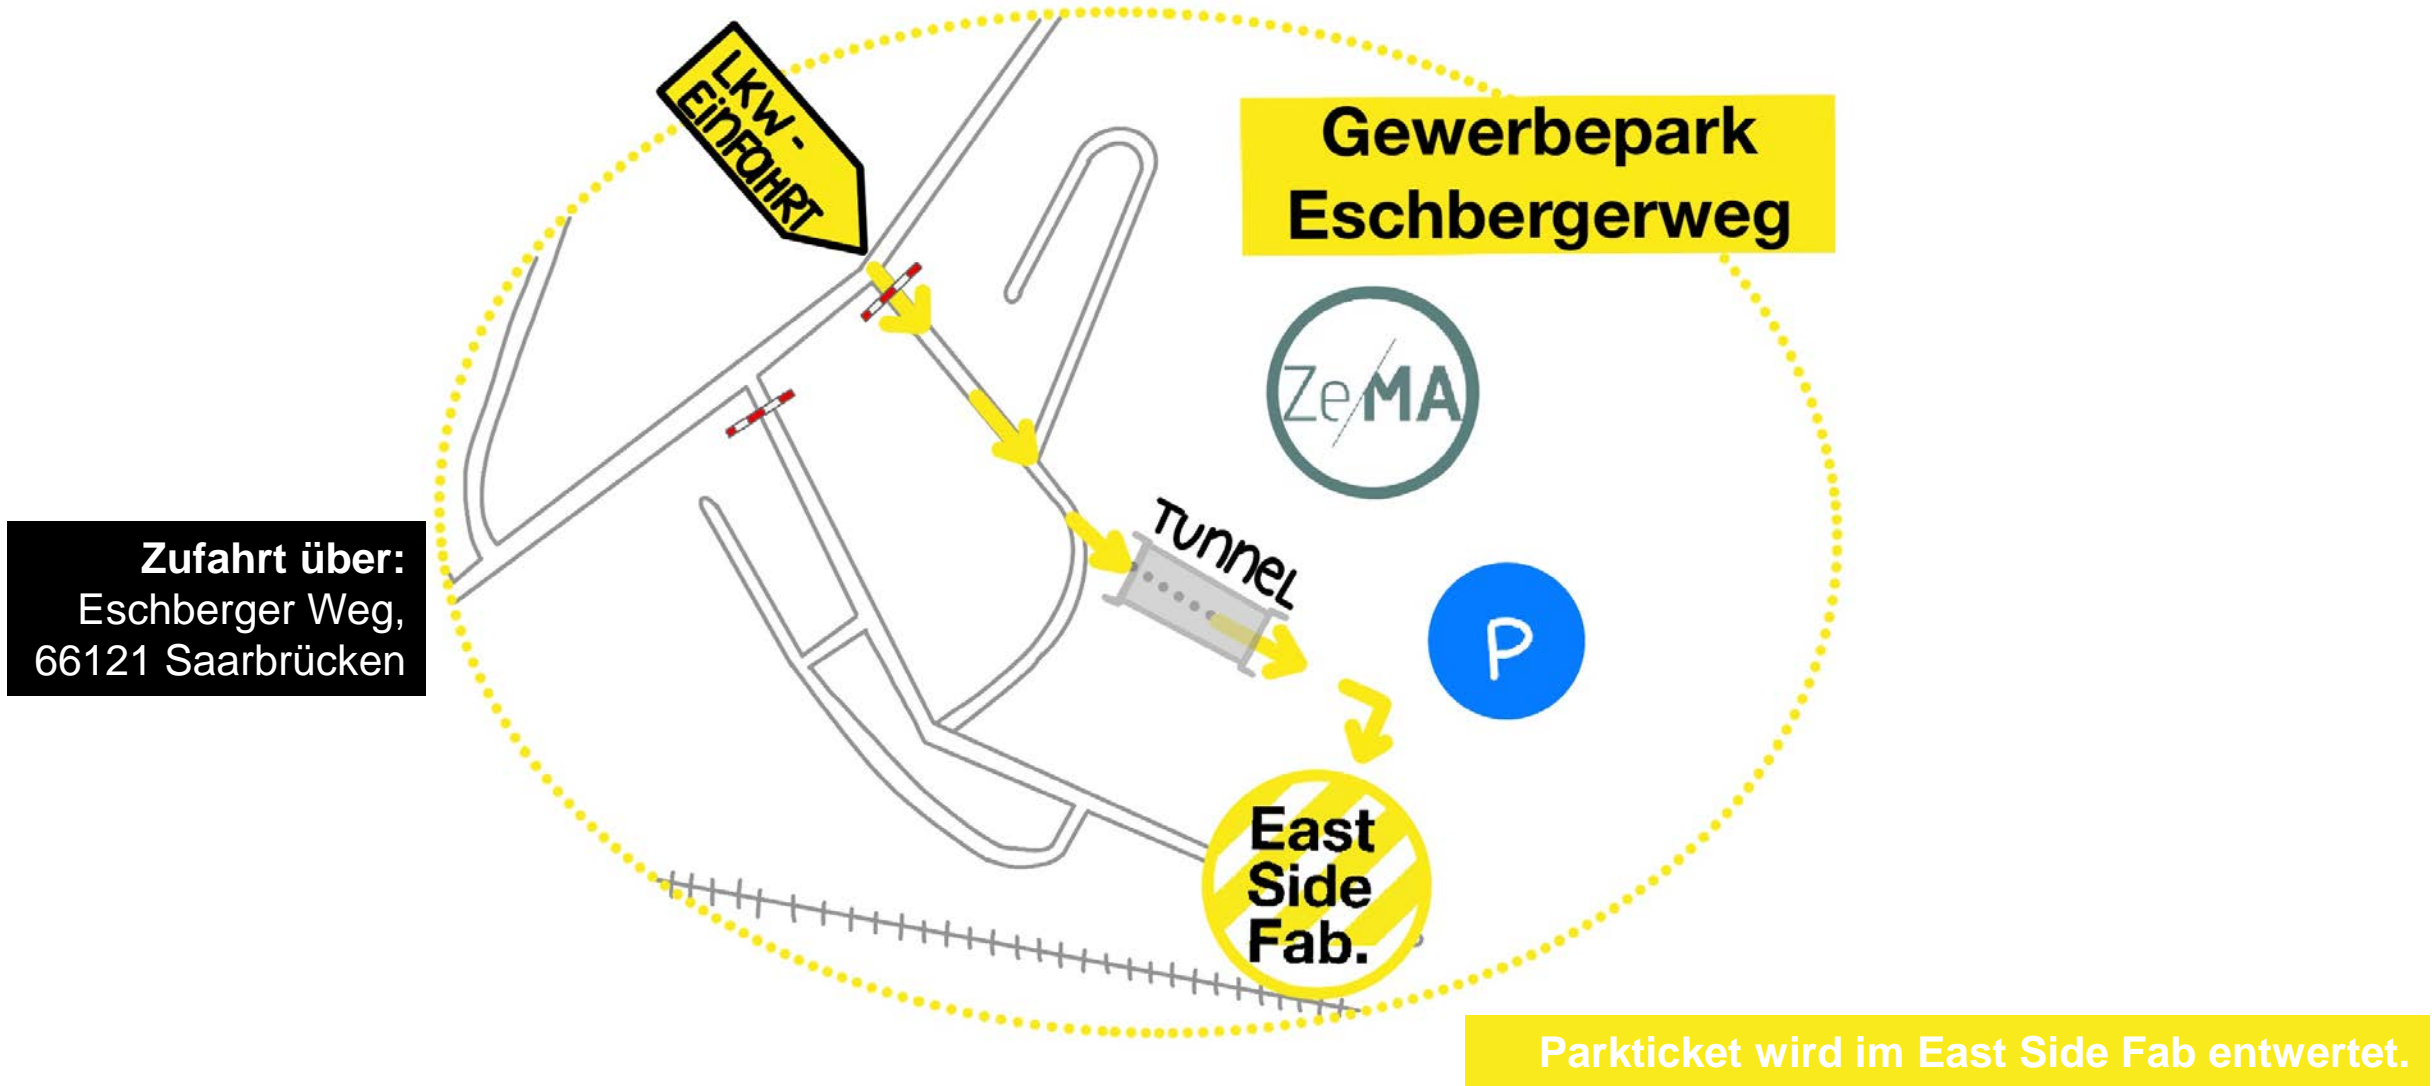 LKW-
EINFAHRT
Gewerbepark
Eschbergerweg
ZeMA
Zufahrt über:
Eschberger Weg,
66121 Saarbrücken
TUNNEL
P
East
Side
Fab.
Parkticket wird im East Side Fab entwertet.